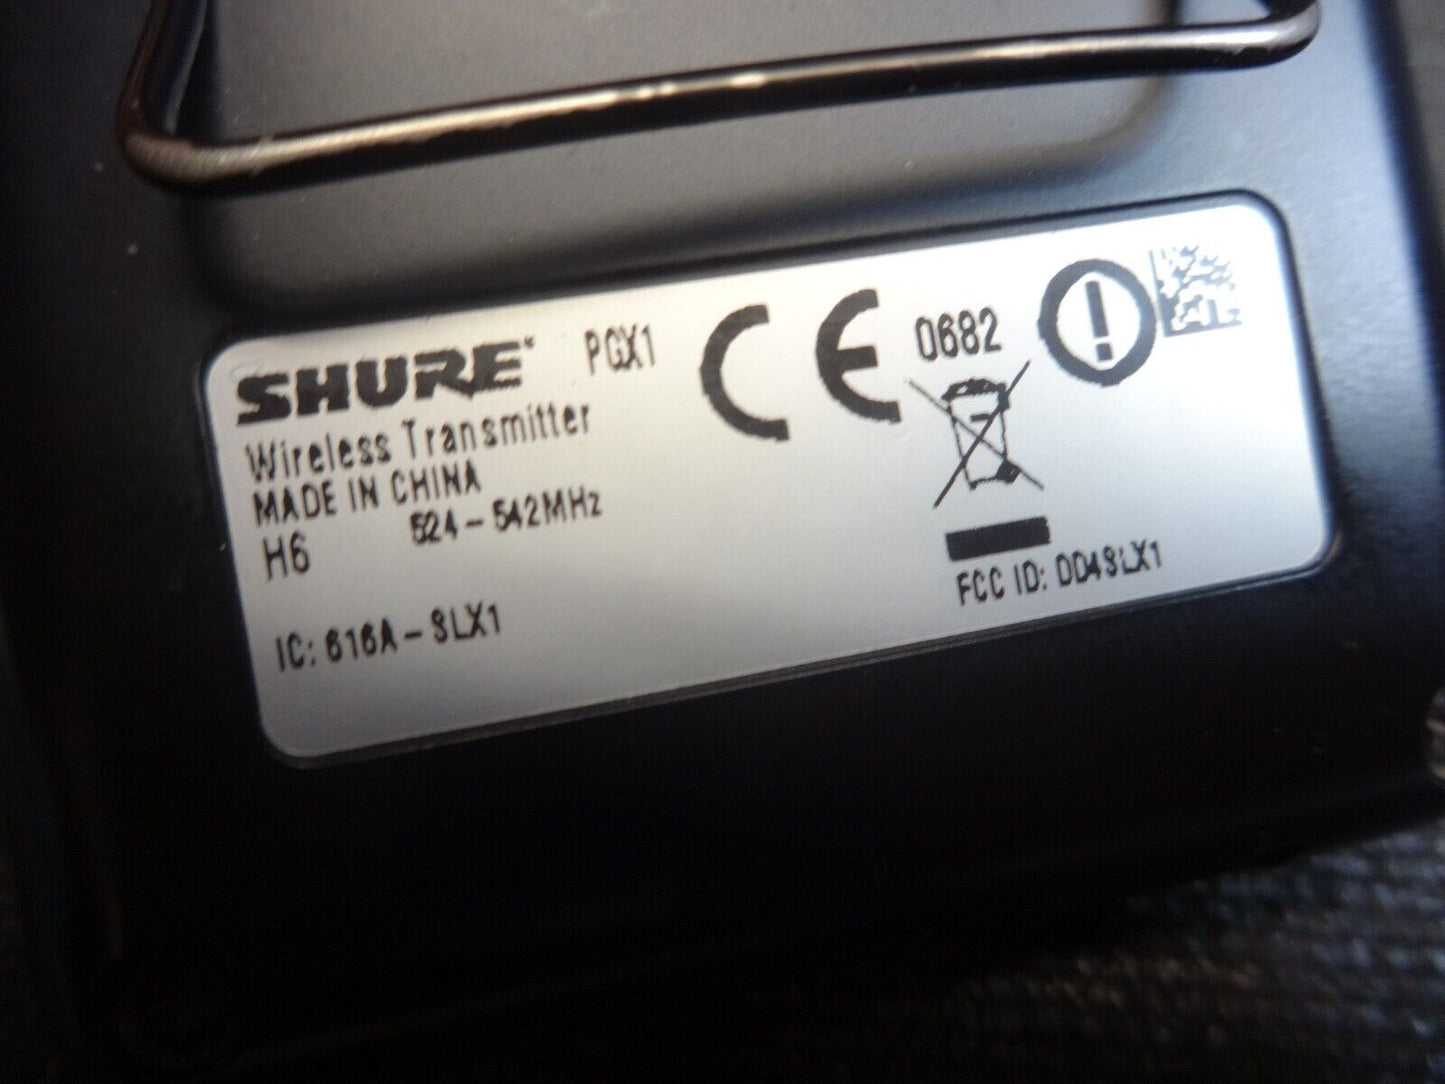 SHURE PGX1
Wireless Transmitter
MADE IN CHINA
H6 524-542MHz
IC: 616A-SLX1
CE 0682
FCC ID: DD4SLX1